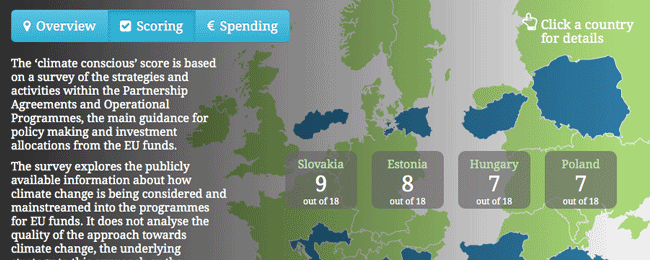 Overview
Scoring
€ Spending
Click a country
for details
The ‘climate conscious’ score is based
on a survey of the strategies and
activities within the Partnership
Agreements and Operational
Programmes, the main guidance for
policy making and investment
allocations from the EU funds.
The survey explores the publicly
available information about how
climate change is being considered and
mainstreamed into the programmes
for EU funds. It does not analyse the
quality of the approach towards
climate change, the underlying
Slovakia
9
out of 18
Estonia
8
out of 18
Hungary
7
out of 18
Poland
7
out of 18